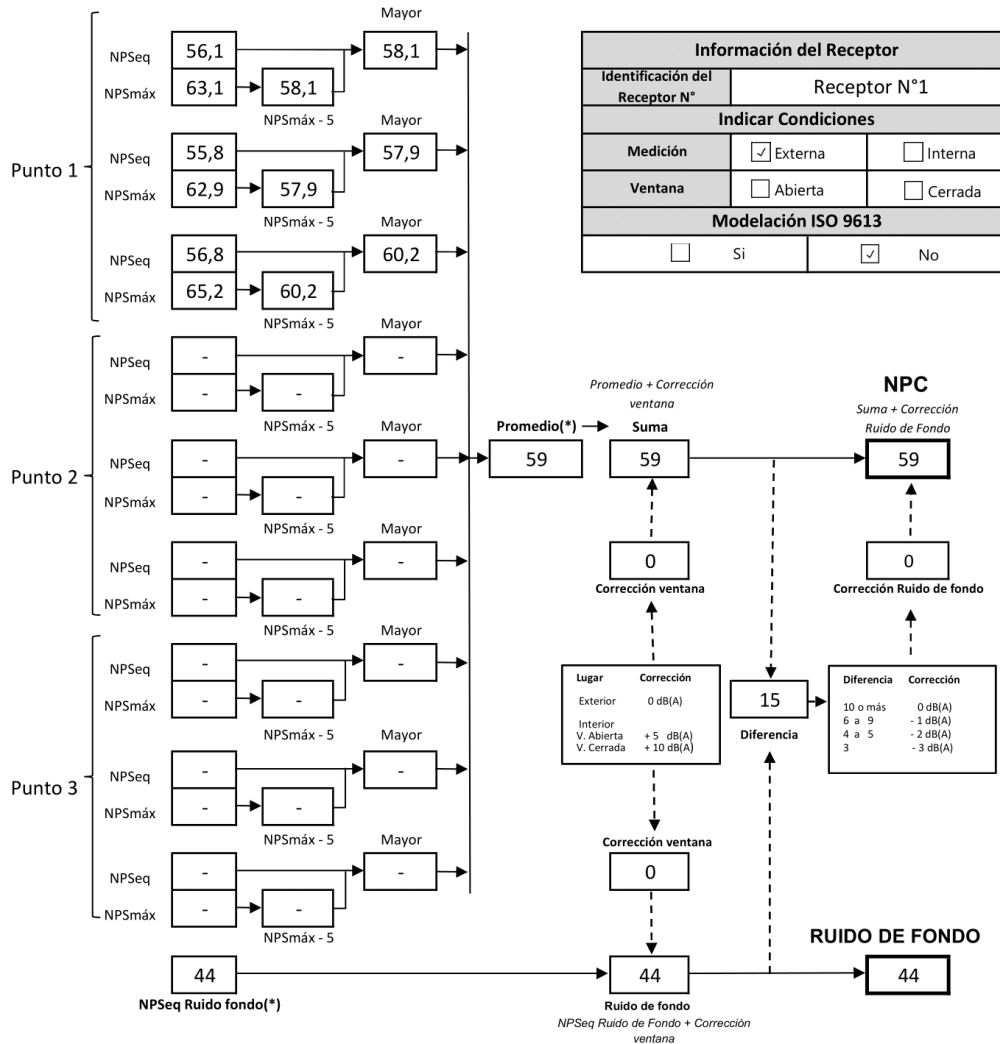 Mayor
NPSeq 56,1 58,1
NPSmáx 63,1 58,1
NPSmáx - 5
Mayor
Punto 1
NPSeq 55,8 57,9
NPSmáx 62,9 57,9
NPSmáx - 5
Mayor
NPSeq 56,8 60,2
NPSmáx 65,2 60,2
NPSmáx - 5
Mayor
NPSeq - -
NPSmáx - -
NPSmáx - 5
Mayor
Punto 2
NPSeq - -
NPSmáx - -
NPSmáx - 5
Mayor
NPSeq - -
NPSmáx - -
NPSmáx - 5
Mayor
NPSeq - -
NPSmáx - -
NPSmáx - 5
Mayor
Punto 3
NPSeq - -
NPSmáx - -
NPSmáx - 5
Mayor
NPSeq - -
NPSmáx - -
NPSmáx - 5
44
NPSeq Ruido fondo(*)
Información del Receptor
Identificación del
Receptor N°
Receptor N°1
Indicar Condiciones
Medición ✓ Externa Interna
Ventana Abierta Cerrada
Modelación ISO 9613
Si ✓ No
Promedio(*)
59
Promedio + Corrección
ventana
Suma
59
0
Corrección ventana
Lugar Corrección
Exterior 0 dB(A)
Interior
V. Abierta + 5 dB(A)
V. Cerrada + 10 dB(A)
Corrección ventana
0
44
Ruido de fondo
NPSeq Ruido de Fondo + Corrección
ventana
15
Diferencia
NPC
Suma + Corrección
Ruido de Fondo
59
0
Corrección Ruido de fondo
Diferencia Corrección
10 o más 0 dB(A)
6 a 9 - 1 dB(A)
4 a 5 - 2 dB(A)
3 - 3 dB(A)
RUIDO DE FONDO
44